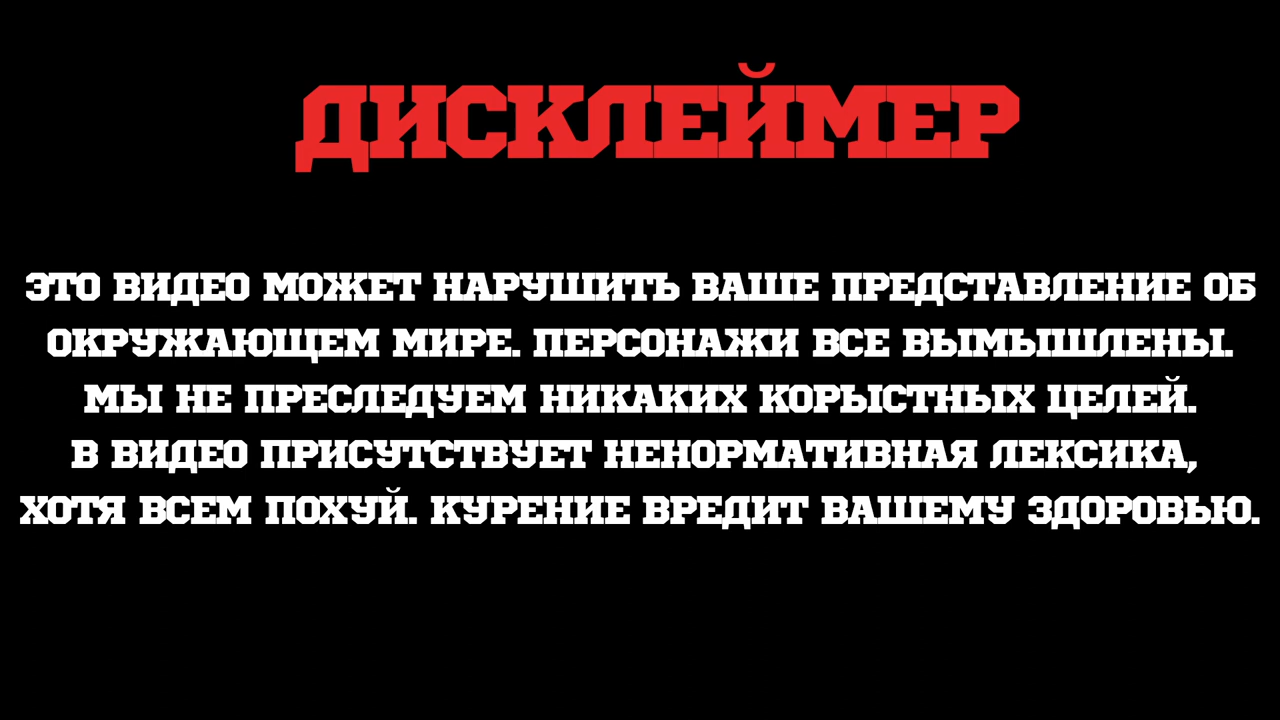 ДИСКЛЕЙМЕР
ЭТО ВИДЕО МОЖЕТ НАРУШИТЬ ВАШЕ ПРЕДСТАВЛЕНИЕ ОБ
ОКРУЖАЮЩЕМ МИРЕ. ПЕРСОНАЖИ ВСЕ ВЫМЫШЛЕНЫ.
МЫ НЕ ПРЕСЛЕДУЕМ НИКАКИХ КОРЫСТНЫХ ЦЕЛЕЙ.
В ВИДЕО ПРИСУТСТВУЕТ НЕНОРМАТИВНАЯ ЛЕКСИКА,
ХОТЯ ВСЕМ ПОХУЙ. КУРЕНИЕ ВРЕДИТ ВАШЕМУ ЗДОРОВЬЮ.